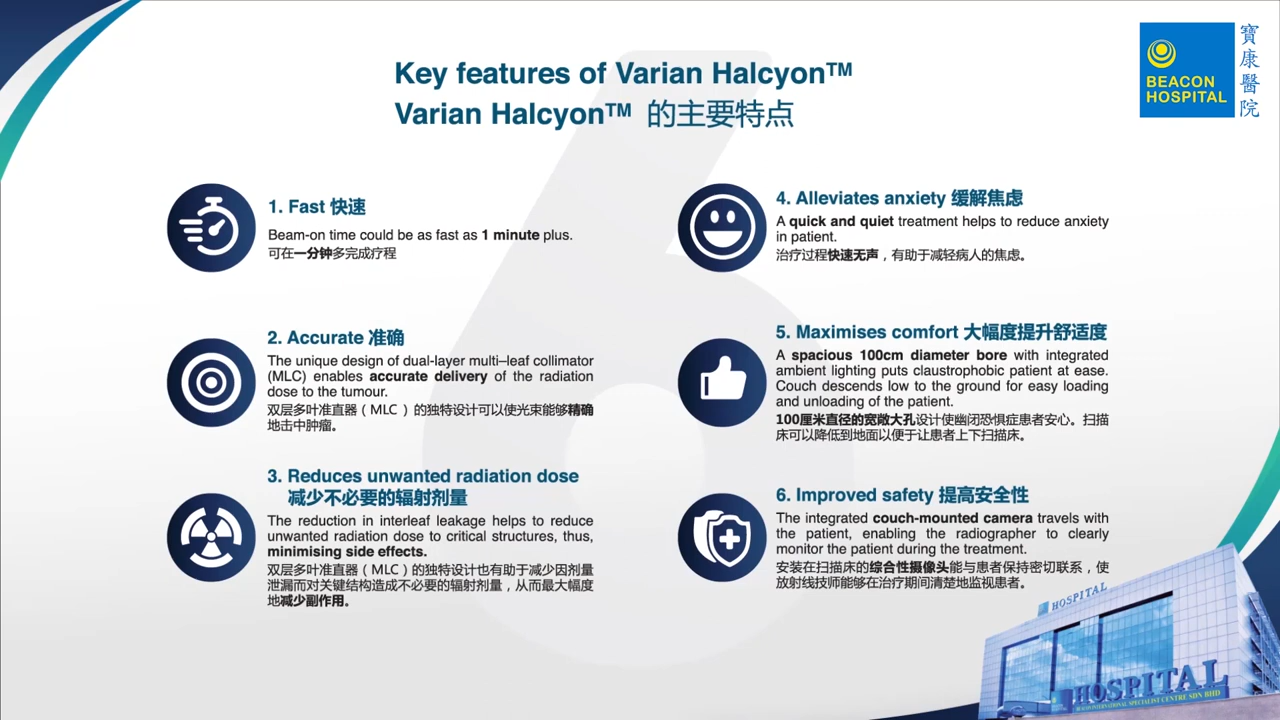 Key features of Varian Halcyon™
Varian Halcyon™ 的主要特点
BEACON
HOSPITAL
寶康醫院
1. Fast 快速
Beam-on time could be as fast as 1 minute plus.
可在一分钟多完成疗程
2. Accurate 准确
The unique design of dual-layer multi–leaf collimator
(MLC) enables accurate delivery of the radiation
dose to the tumour.
双层多叶准直器（MLC ）的独特设计可以使光束能够精确
地击中肿瘤。
3. Reduces unwanted radiation dose
减少不必要的辐射剂量
The reduction in interleaf leakage helps to reduce
unwanted radiation dose to critical structures, thus,
minimising side effects.
双层多叶准直器（MLC）的独特设计也有助于减少因剂量
泄漏而对关键结构造成不必要的辐射剂量，从而最大幅度
地减少副作用。
4. Alleviates anxiety 缓解焦虑
A quick and quiet treatment helps to reduce anxiety
in patient.
治疗过程快速无声，有助于减轻病人的焦虑。
5. Maximises comfort 大幅度提升舒适度
A spacious 100cm diameter bore with integrated
ambient lighting puts claustrophobic patient at ease.
Couch descends low to the ground for easy loading
and unloading of the patient.
100厘米直径的宽敞大孔设计使幽闭恐惧症患者安心。扫描
床可以降低到地面以便于让患者上下扫描床。
6. Improved safety 提高安全性
The integrated couch-mounted camera travels with
the patient, enabling the radiographer to clearly
monitor the patient during the treatment.
安装在扫描床的综合性摄像头能与患者保持密切联系，使
放射线技师能够在治疗期间清楚地监视患者。
HOSPITAL
HOSPITAL
BEACON INTERNATIONAL SPECIALIST CENTRE SDN BHD